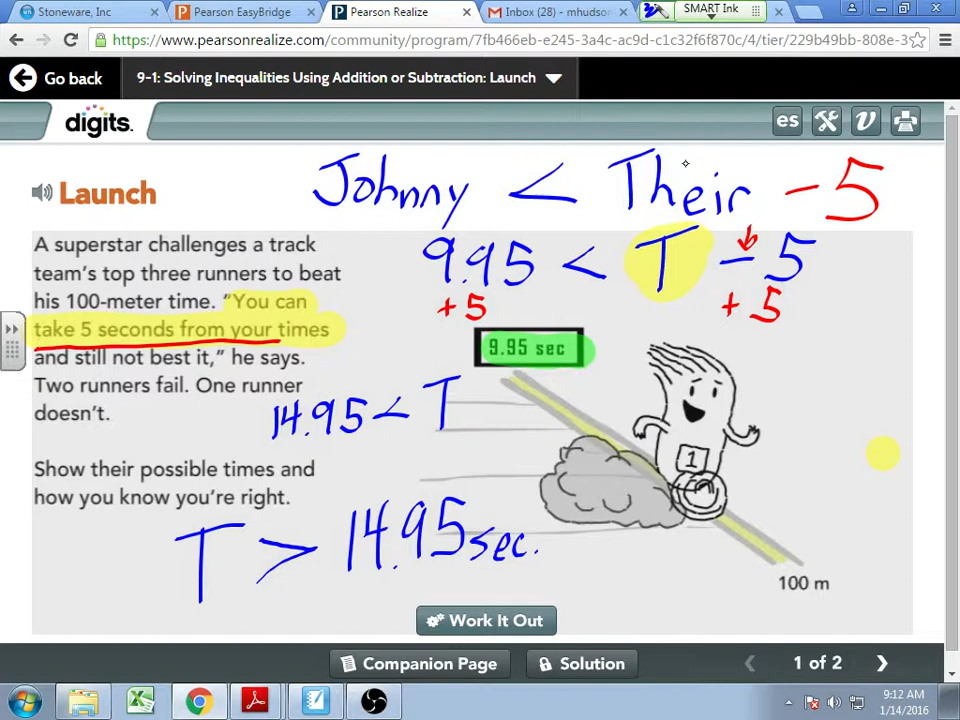 Stoneware, Inc
Pearson EasyBridge
Pearson Realize
Inbox (28) - mhudson
SMART Ink
https://www.pearsonrealize.com/community/program/7fb466eb-e245-3a4c-ac9d-c1c32f6f870c/4/tier/229b49bb-808e-3
Go back
9-1: Solving Inequalities Using Addition or Subtraction: Launch
digits.
es
Launch
Johnny < Their - 5
A superstar challenges a track
team's top three runners to beat
his 100-meter time. "You can
take 5 seconds from your times
and still not best it," he says.
Two runners fail. One runner
doesn't.
9.95 < T - 5
+5 +5
9.95 sec
14.95 < T
1
Show their possible times and
how you know you're right.
T > 14.95 sec.
100 m
Work It Out
Companion Page
Solution
1 of 2
9:12 AM
1/14/2016